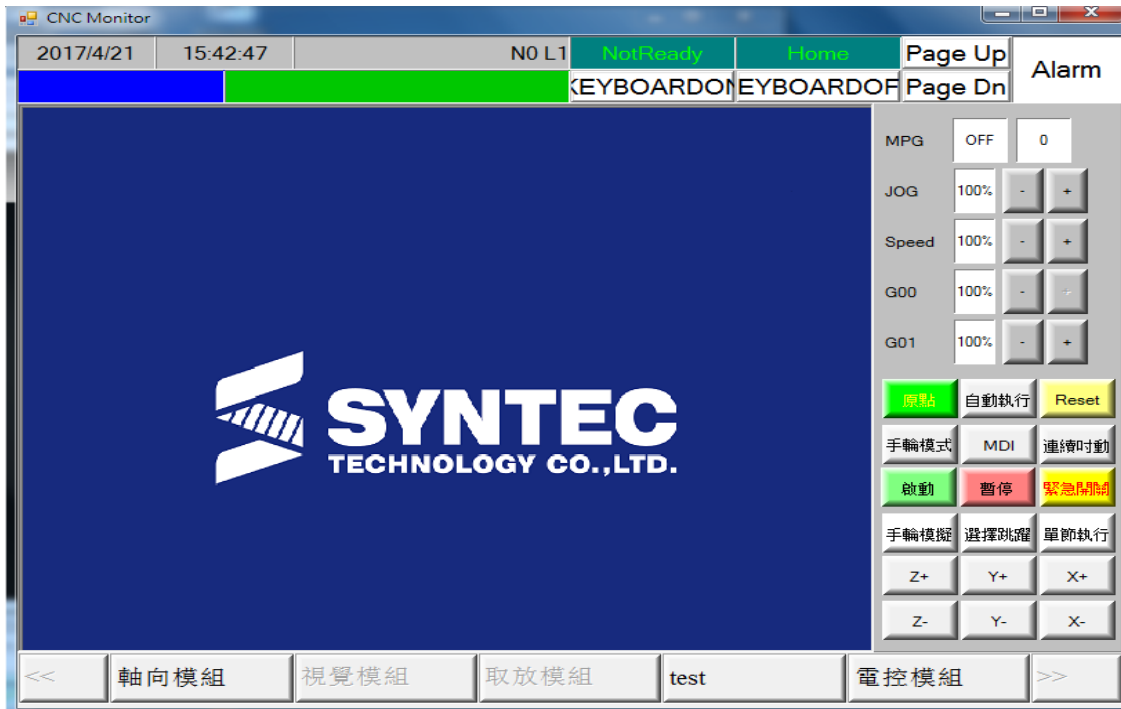 CNC Monitor
2017/4/21 15:42:47 N0 L1 NotReady Home Page Up Alarm
KEYBOARDON EYBOARDOF Page Dn
MPG OFF 0
JOG 100% - +
Speed 100% - +
G00 100% - +
G01 100% - +
SYNTEC
TECHNOLOGY CO.,LTD.
原點 自動執行 Reset
手輪模式 MDI 連續吋動
啟動 暫停 緊急開關
手輪模擬 選擇跳躍 單節執行
Z+ Y+ X+
Z- Y- X-
<< 軸向模組 視覺模組 取放模組 test 電控模組 >>